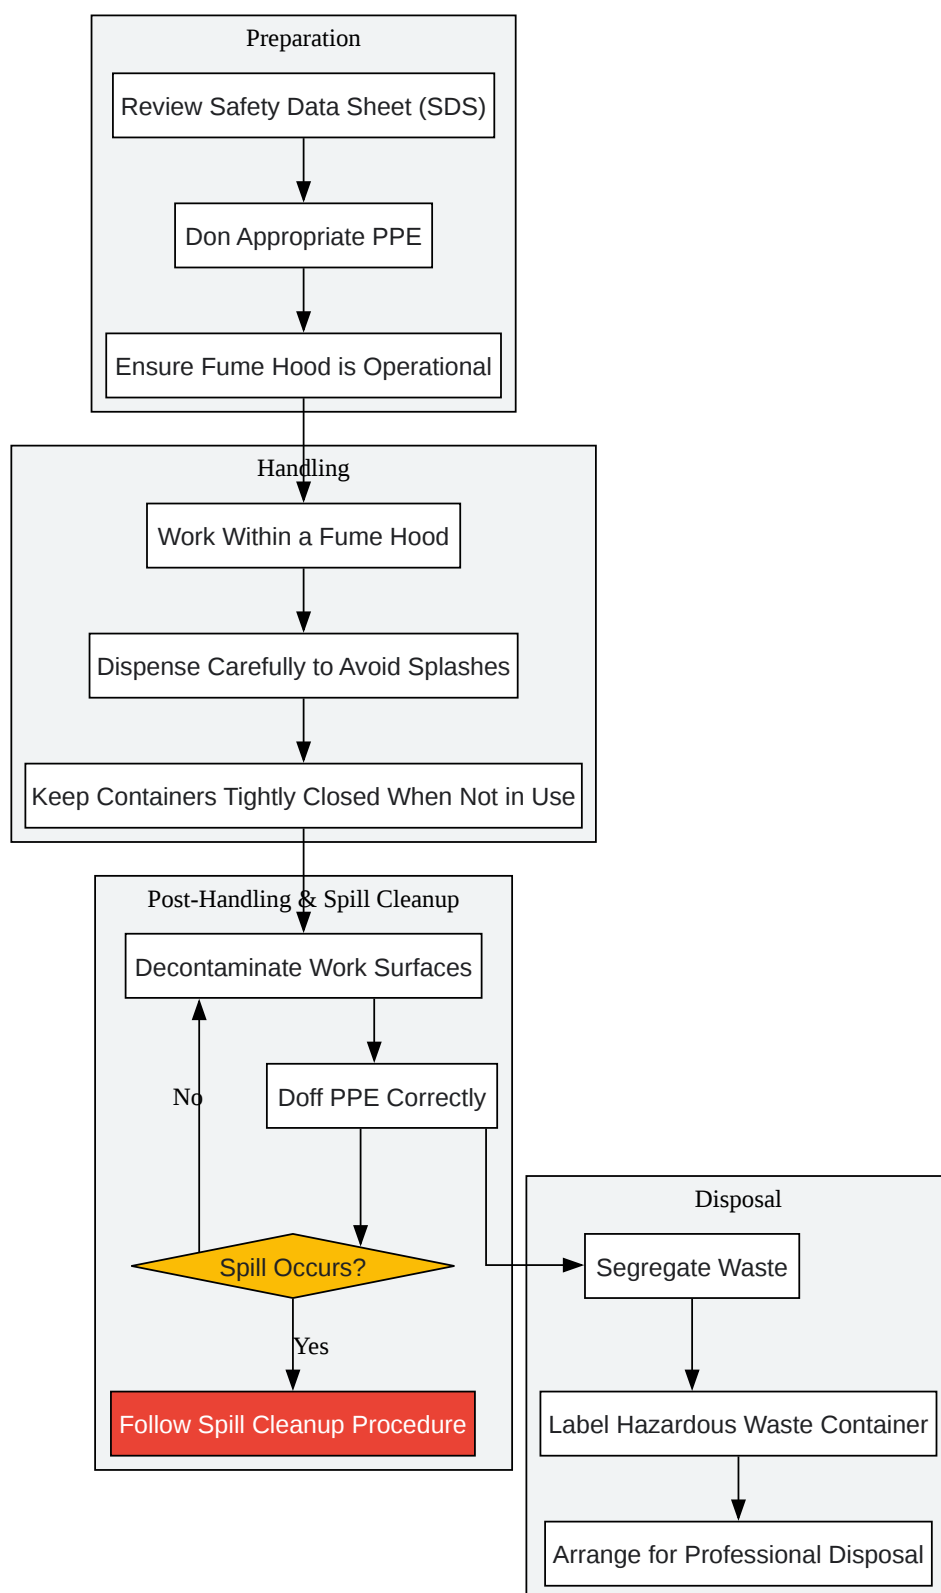 Preparation
Review Safety Data Sheet (SDS)
Don Appropriate PPE
Ensure Fume Hood is Operational
Handling
Work Within a Fume Hood
Dispense Carefully to Avoid Splashes
Keep Containers Tightly Closed When Not in Use
Post-Handling & Spill Cleanup
Decontaminate Work Surfaces
No
Doff PPE Correctly
Spill Occurs?
Yes
Follow Spill Cleanup Procedure
Disposal
Segregate Waste
Label Hazardous Waste Container
Arrange for Professional Disposal